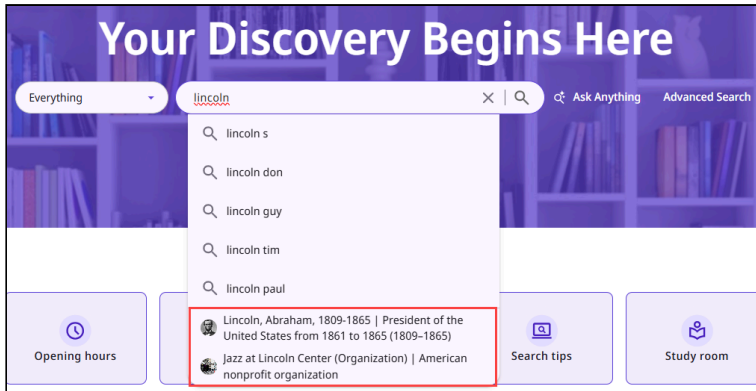 Your Discovery Begins Here
Everything
lincoln
Ask Anything
Advanced Search
lincoln s
lincoln don
lincoln guy
lincoln tim
lincoln paul
Lincoln, Abraham, 1809-1865 | President of the
United States from 1861 to 1865 (1809–1865)
Jazz at Lincoln Center (Organization) | American
nonprofit organization
Opening hours
Search tips
Study room